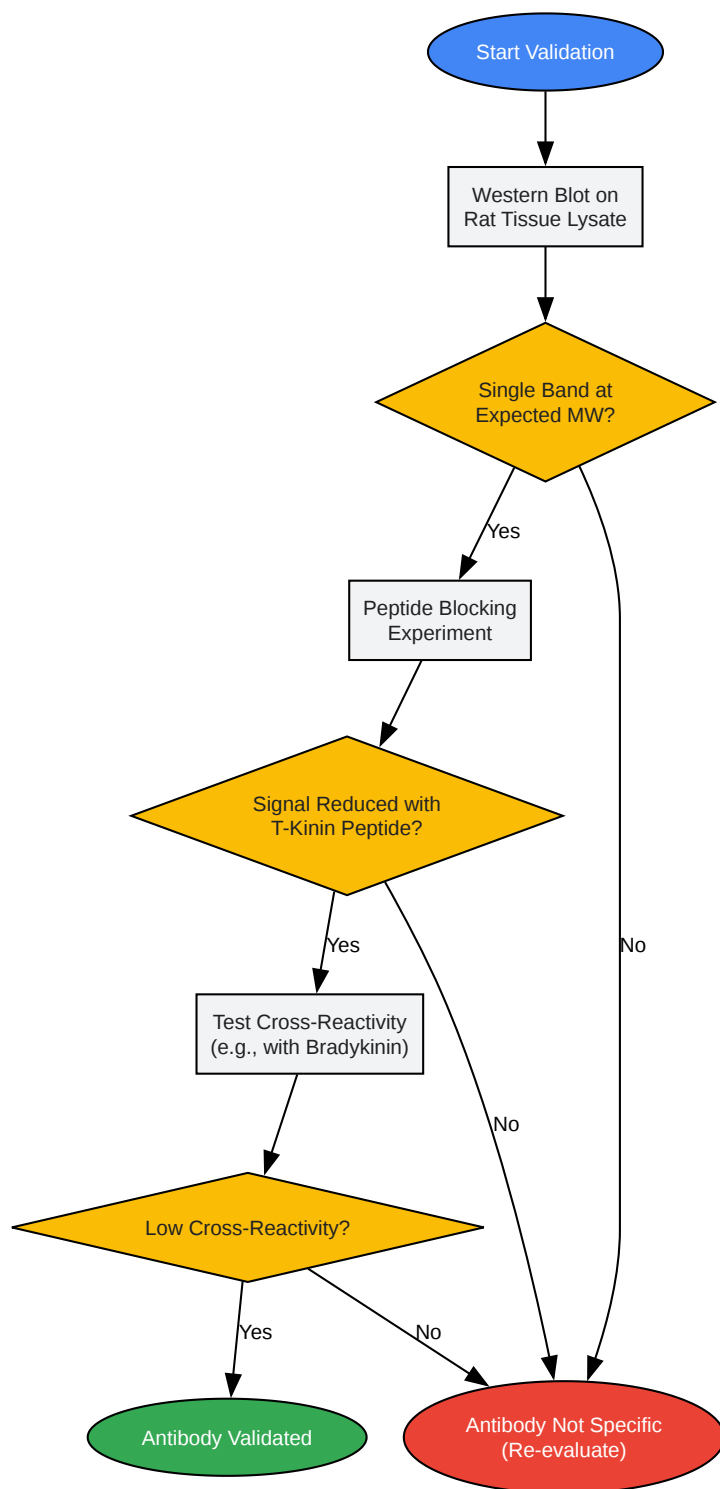 Start Validation
Western Blot on
Rat Tissue Lysate
Single Band at
Expected MW?
Yes
Peptide Blocking
Experiment
Signal Reduced with
T-Kinin Peptide?
Yes
No
Test Cross-Reactivity
(e.g., with Bradykinin)
No
Low Cross-Reactivity?
Yes
No
Antibody Validated
Antibody Not Specific
(Re-evaluate)